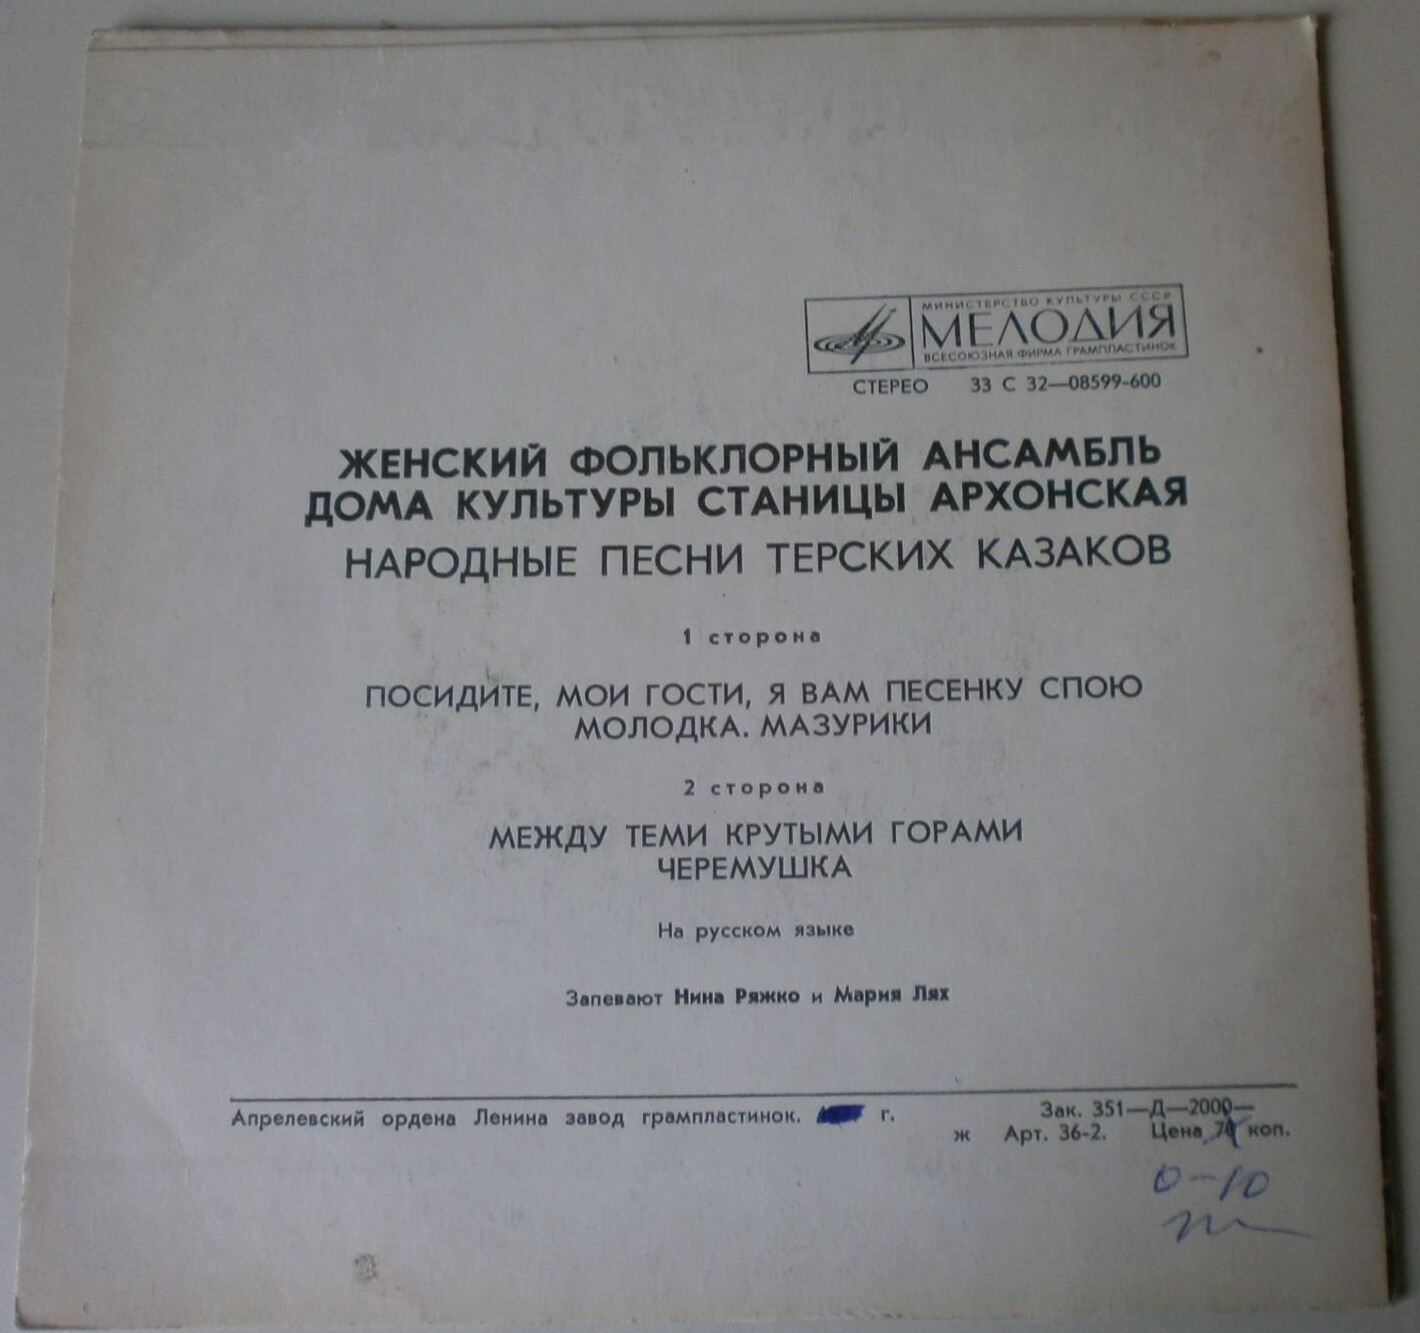 МИНИСТЕРСТВО КУЛЬТУРЫ СССР
МЕЛОДИЯ
ВСЕСОЮЗНАЯ ФИРМА ГРАМПЛАСТИНОК
СТЕРЕО 33 С 32—08599-600
ЖЕНСКИЙ ФОЛЬКЛОРНЫЙ АНСАМБЛЬ
ДОМА КУЛЬТУРЫ СТАНИЦЫ АРХОНСКАЯ
НАРОДНЫЕ ПЕСНИ ТЕРСКИХ КАЗАКОВ
1 сторона
ПОСИДИТЕ, МОИ ГОСТИ, Я ВАМ ПЕСЕНКУ СПОЮ
МОЛОДКА. МАЗУРИКИ
2 сторона
МЕЖДУ ТЕМИ КРУТЫМИ ГОРАМИ
ЧЕРЕМУШКА
На русском языке
Запевают Нина Ряжко и Мария Лях
Апрелевский ордена Ленина завод грампластинок. г.
Зак. 351—Д—2000—
ж Арт. 36-2. Цена коп.
0-10